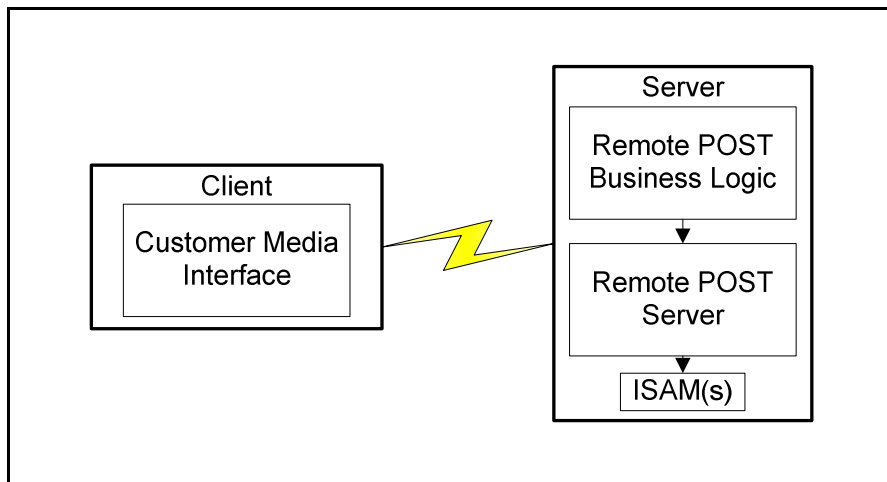 Client
Customer Media
Interface
Server
Remote POST
Business Logic
Remote POST
Server
ISAM(s)